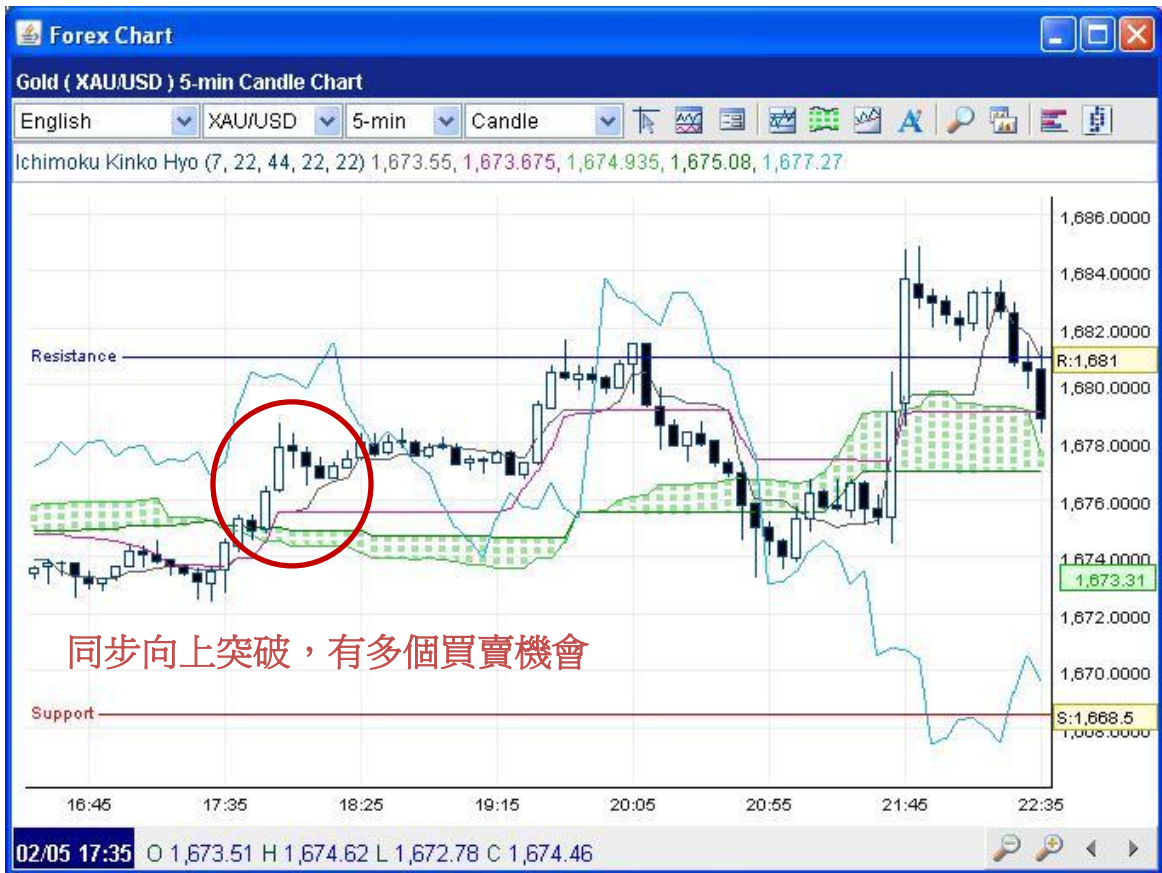 Forex Chart
Gold ( XAU/USD ) 5-min Candle Chart
English XAU/USD 5-min Candle
Ichimoku Kinko Hyo (7, 22, 44, 22, 22) 1,673.55, 1,673.675, 1,674.935, 1,675.08, 1,677.27
1,686.0000
1,684.0000
1,682.0000
Resistance
R:1,681
1,680.0000
1,678.0000
1,676.0000
1,674.0000
1,673.31
1,672.0000
同步向上突破，有多個買賣機會
1,670.0000
Support
S:1,668.5
1,668.0000
16:45 17:35 18:25 19:15 20:05 20:55 21:45 22:35
02/05 17:35 O 1,673.51 H 1,674.62 L 1,672.78 C 1,674.46